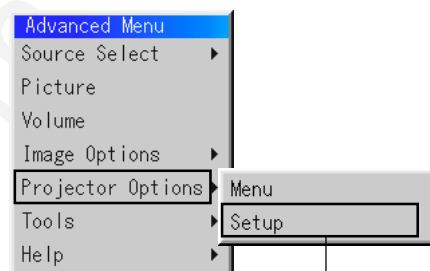 Advanced Menu
Source Select
Picture
Volume
Image Options
Projector Options
Menu
Tools
Setup
Help